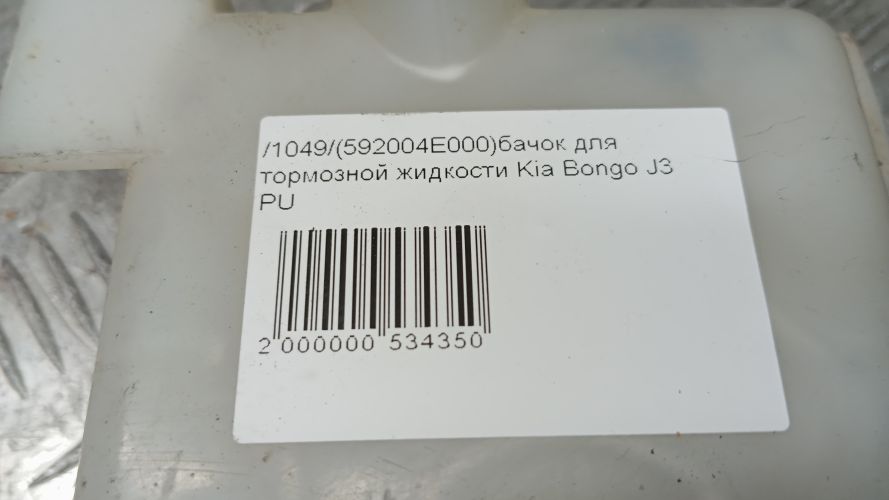 /1049/(592004E000)бачок для
тормозной жидкости Kia Bongo J3
PU
2 000000 534350